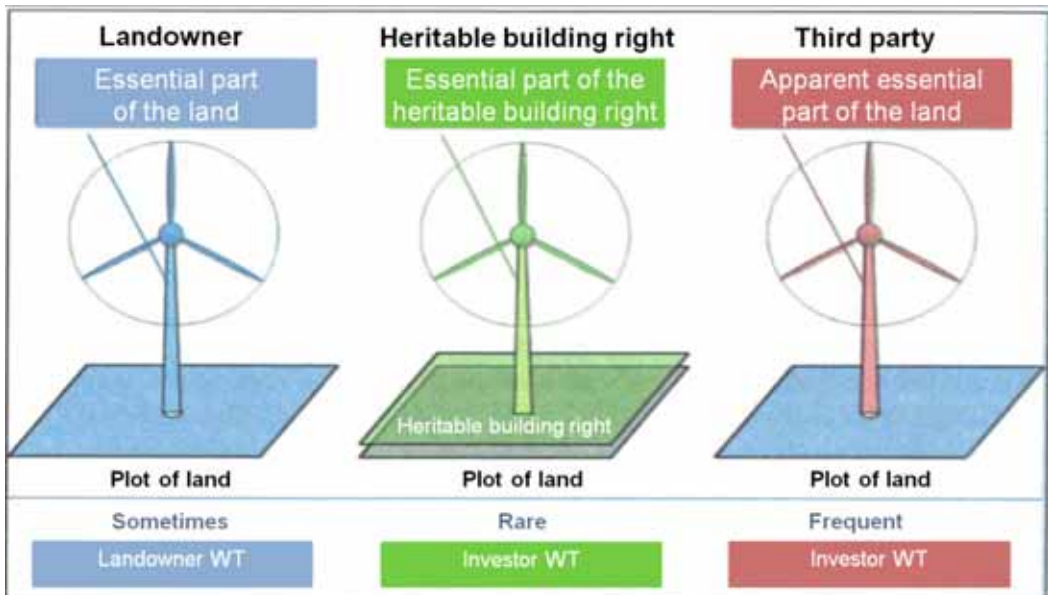 Landowner
Heritable building right
Third party
Essential part
of the land
Essential part of the
heritable building right
Apparent essential
part of the land
Heritable building right
Plot of land
Plot of land
Plot of land
Sometimes
Rare
Frequent
Landowner WT
Investor WT
Investor WT